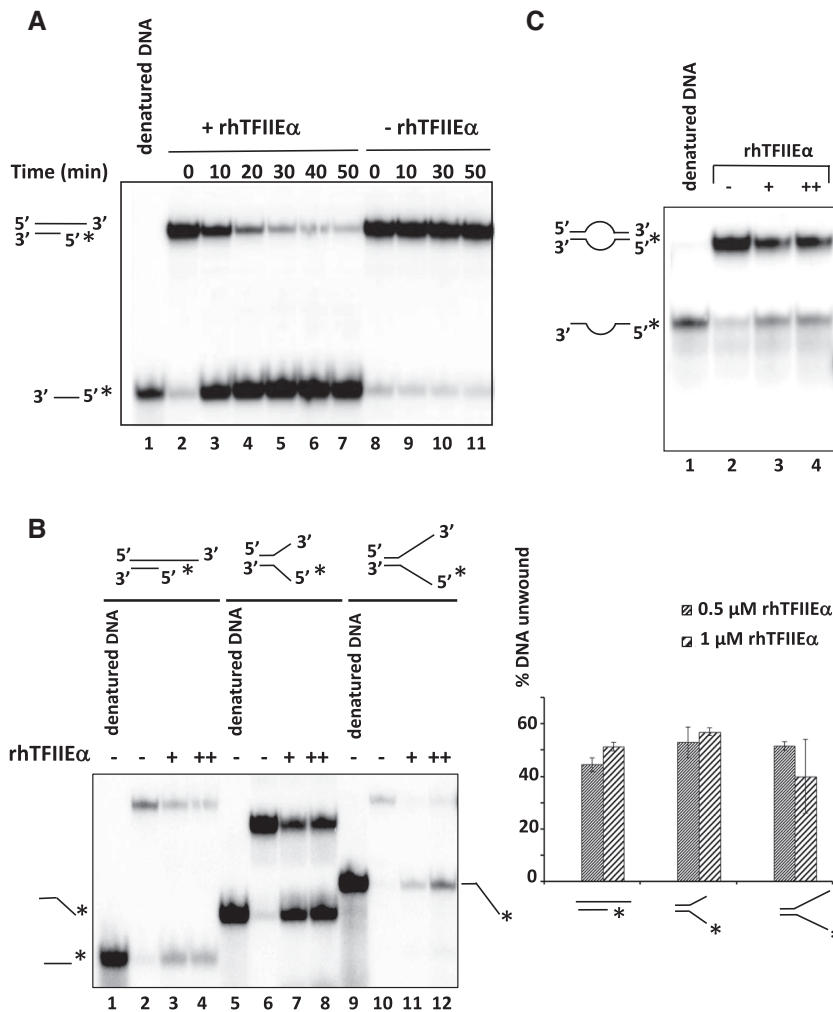 A
denatured DNA
+ rhTFIIEα
- rhTFIIEα
Time (min)
0 10 20 30 40 50 0 10 30 50
5’ 3’
3’ 5’*
3’ 5’*
1 2 3 4 5 6 7 8 9 10 11
C
denatured DNA
rhTFIIEα
- + ++
5’ 3’
3’ 5’*
3’ 5’*
1 2 3 4
B
5’ 3’
3’ 5’ *
5’ 3’
3’ 5’ *
5’ 3’
3’ 5’ *
denatured DNA
denatured DNA
denatured DNA
rhTFIIEα
- - + ++ - - + ++ - - + ++
*
*
*
1 2 3 4 5 6 7 8 9 10 11 12
0.5 μM rhTFIIEα
1 μM rhTFIIEα
% DNA unwound
60
40
20
0
* * *